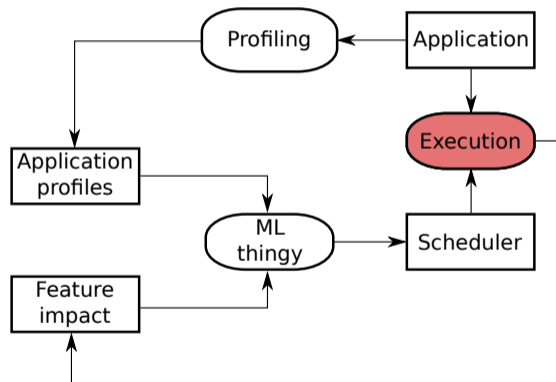 Profiling
Application
Execution
Application
profiles
ML
thingy
Scheduler
Feature
impact